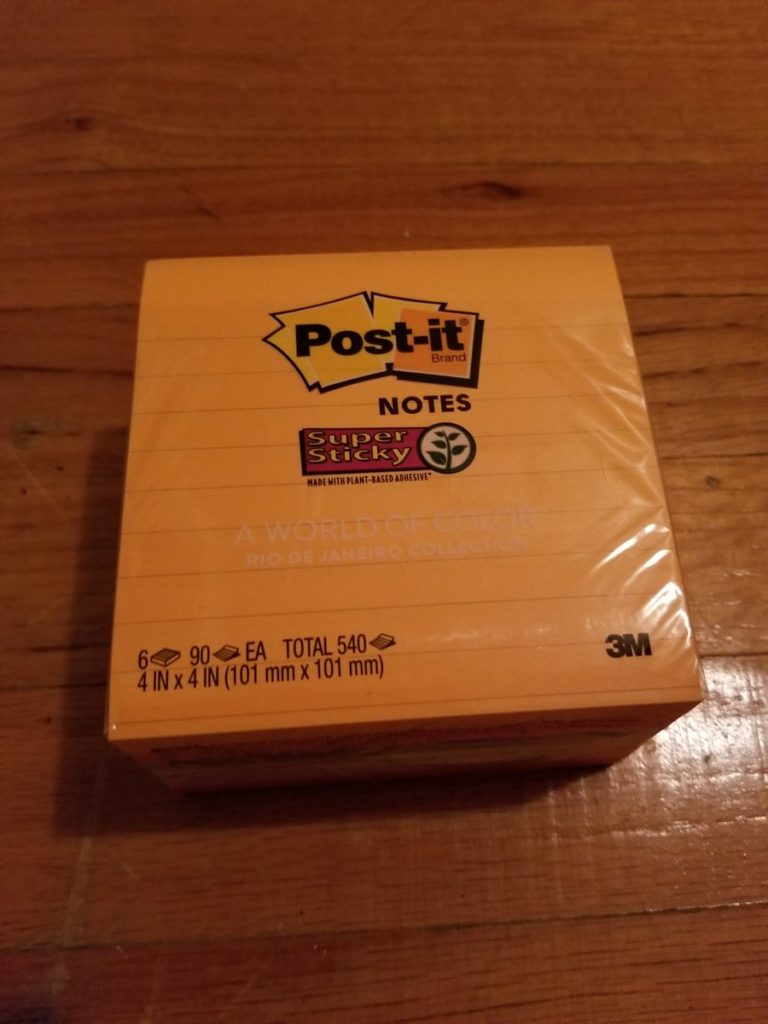 Post-it®
Brand
NOTES
Super
Sticky
MADE WITH PLANT-BASED ADHESIVE*
A WORLD OF COLOR
RIO DE JANEIRO COLLECTION
6 90 EA TOTAL 540
4 IN x 4 IN (101 mm x 101 mm)
3M